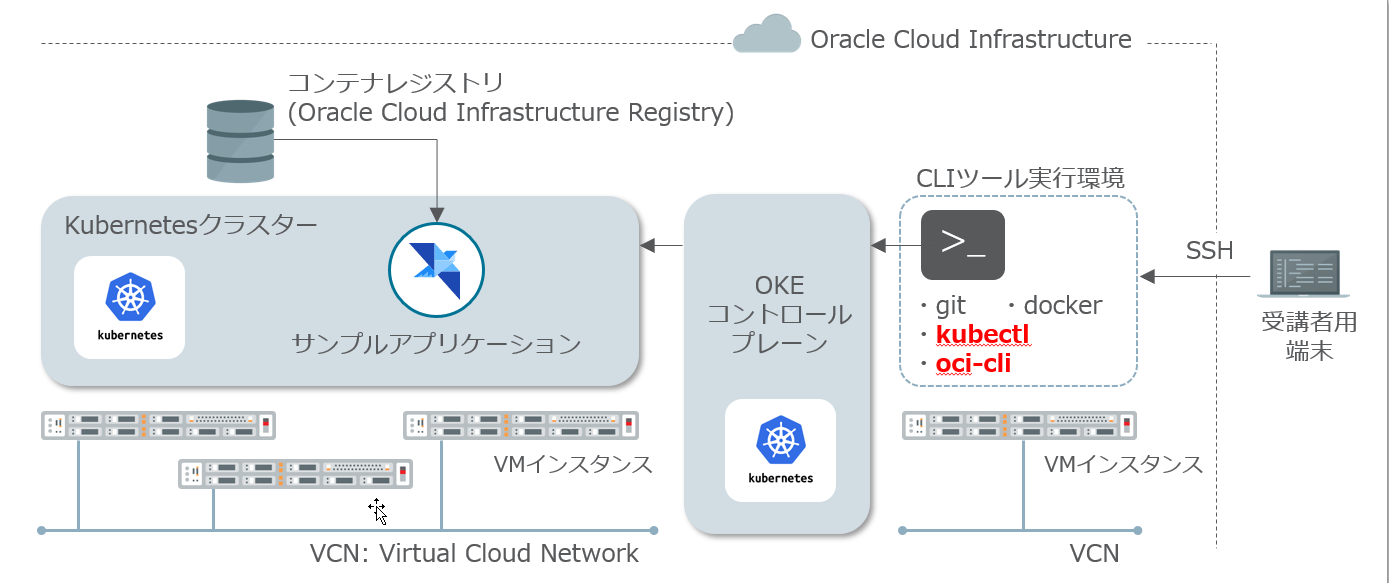 Oracle Cloud Infrastructure
コンテナレジストリ
(Oracle Cloud Infrastructure Registry)
Kubernetesクラスター
kubernetes
サンプルアプリケーション
OKE
コントロール
プレーン
kubernetes
CLIツール実行環境
>_
・git ・docker
・kubectl
・oci-cli
SSH
受講者用
端末
VMインスタンス
VMインスタンス
VCN: Virtual Cloud Network
VCN